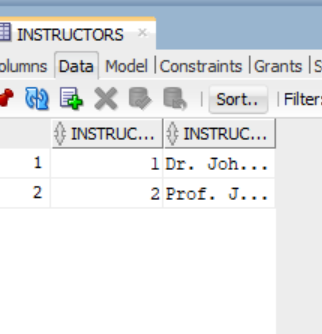 INSTRUCTORS ×
olumns Data Model Constraints Grants S
Sort.. Filter:
INSTRUC... INSTRUC...
1 1 Dr. Joh...
2 2 Prof. J...